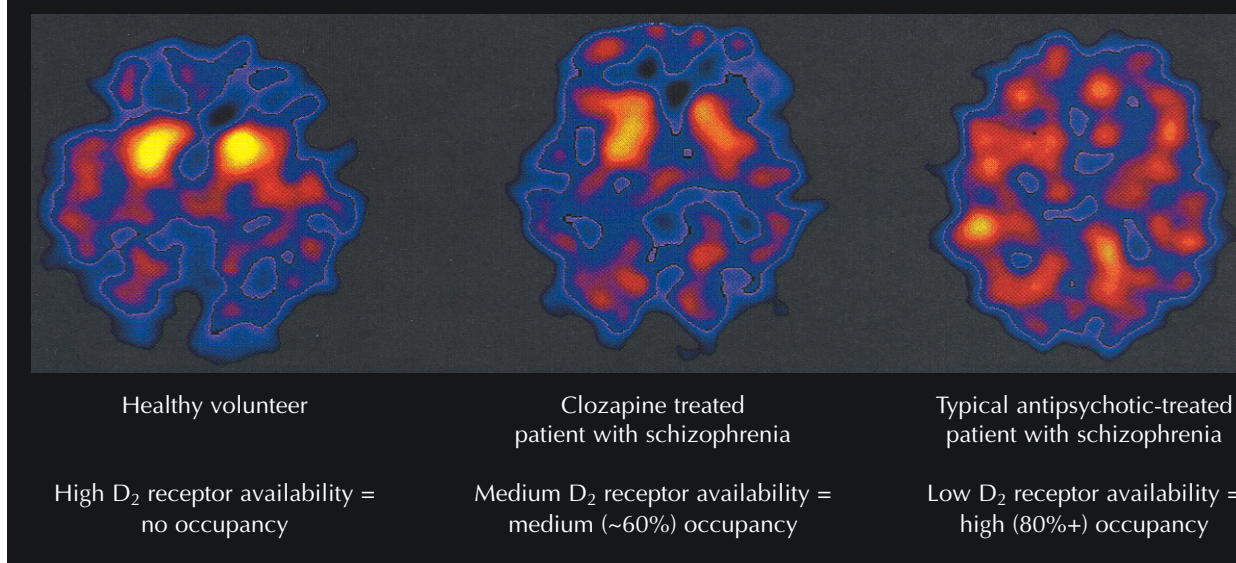 Healthy volunteer
Clozapine treated
patient with schizophrenia
Typical antipsychotic-treated
patient with schizophrenia
High D₂ receptor availability =
no occupancy
Medium D₂ receptor availability =
medium (~60%) occupancy
Low D₂ receptor availability =
high (80%+) occupancy